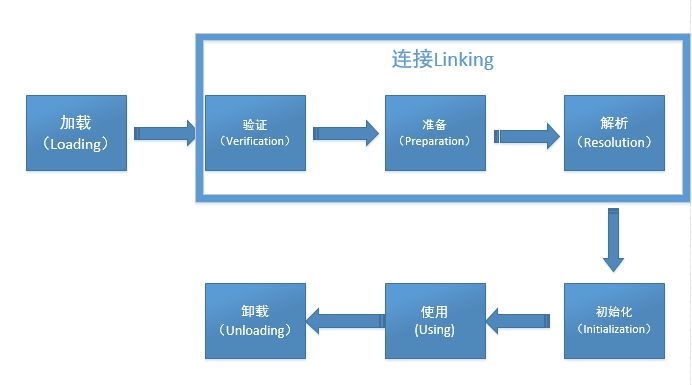 连接Linking
加载
（Loading）
验证
（Verification）
准备
（Preparation）
解析
（Resolution）
卸载
（Unloading）
使用
(Using)
初始化
（Initialization）